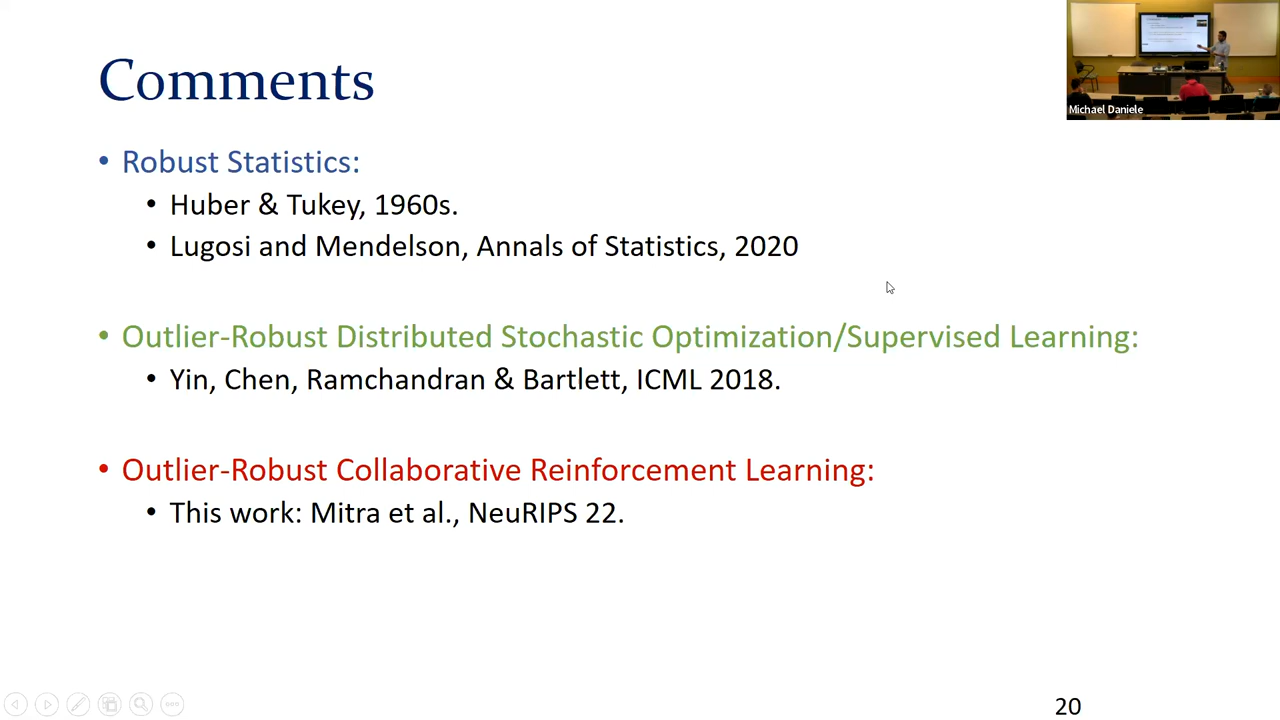 Comments
Michael Daniele
• Robust Statistics:
• Huber & Tukey, 1960s.
• Lugosi and Mendelson, Annals of Statistics, 2020
• Outlier-Robust Distributed Stochastic Optimization/Supervised Learning:
• Yin, Chen, Ramchandran & Bartlett, ICML 2018.
• Outlier-Robust Collaborative Reinforcement Learning:
• This work: Mitra et al., NeuRIPS 22.
20